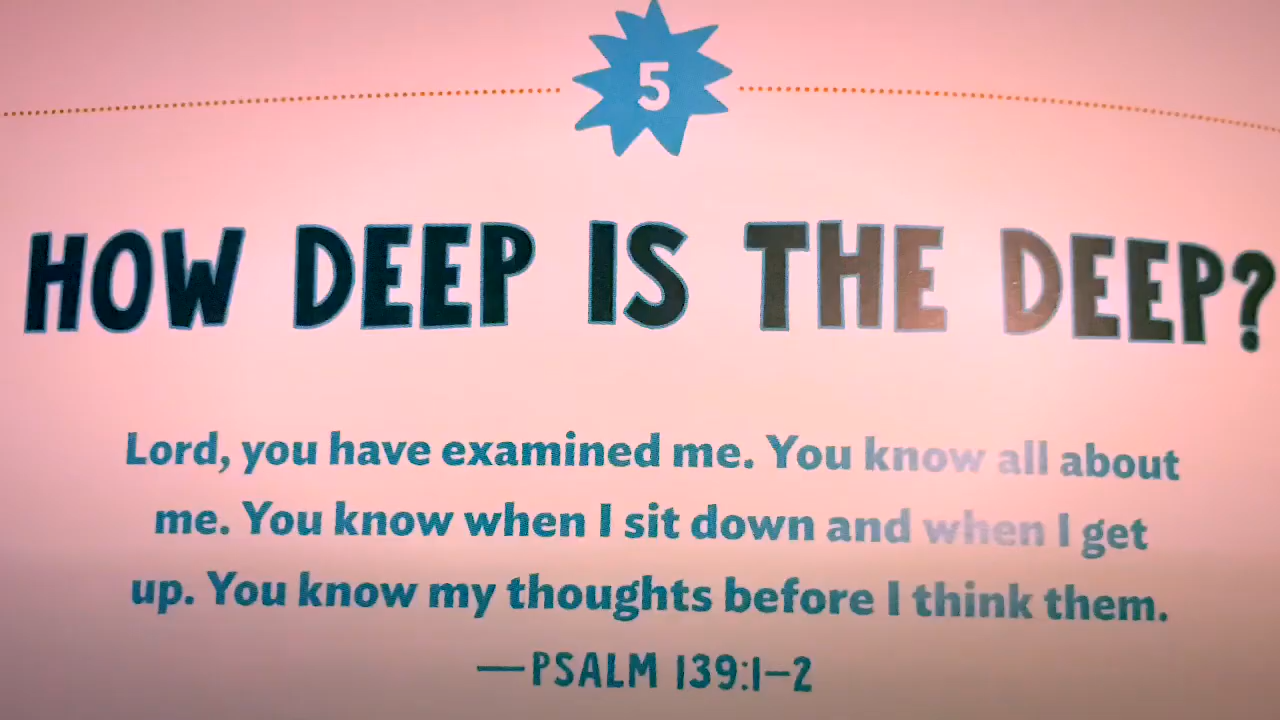 5
HOW DEEP IS THE DEEP?
Lord, you have examined me. You know all about
me. You know when I sit down and when I get
up. You know my thoughts before I think them.
—PSALM 139:1–2